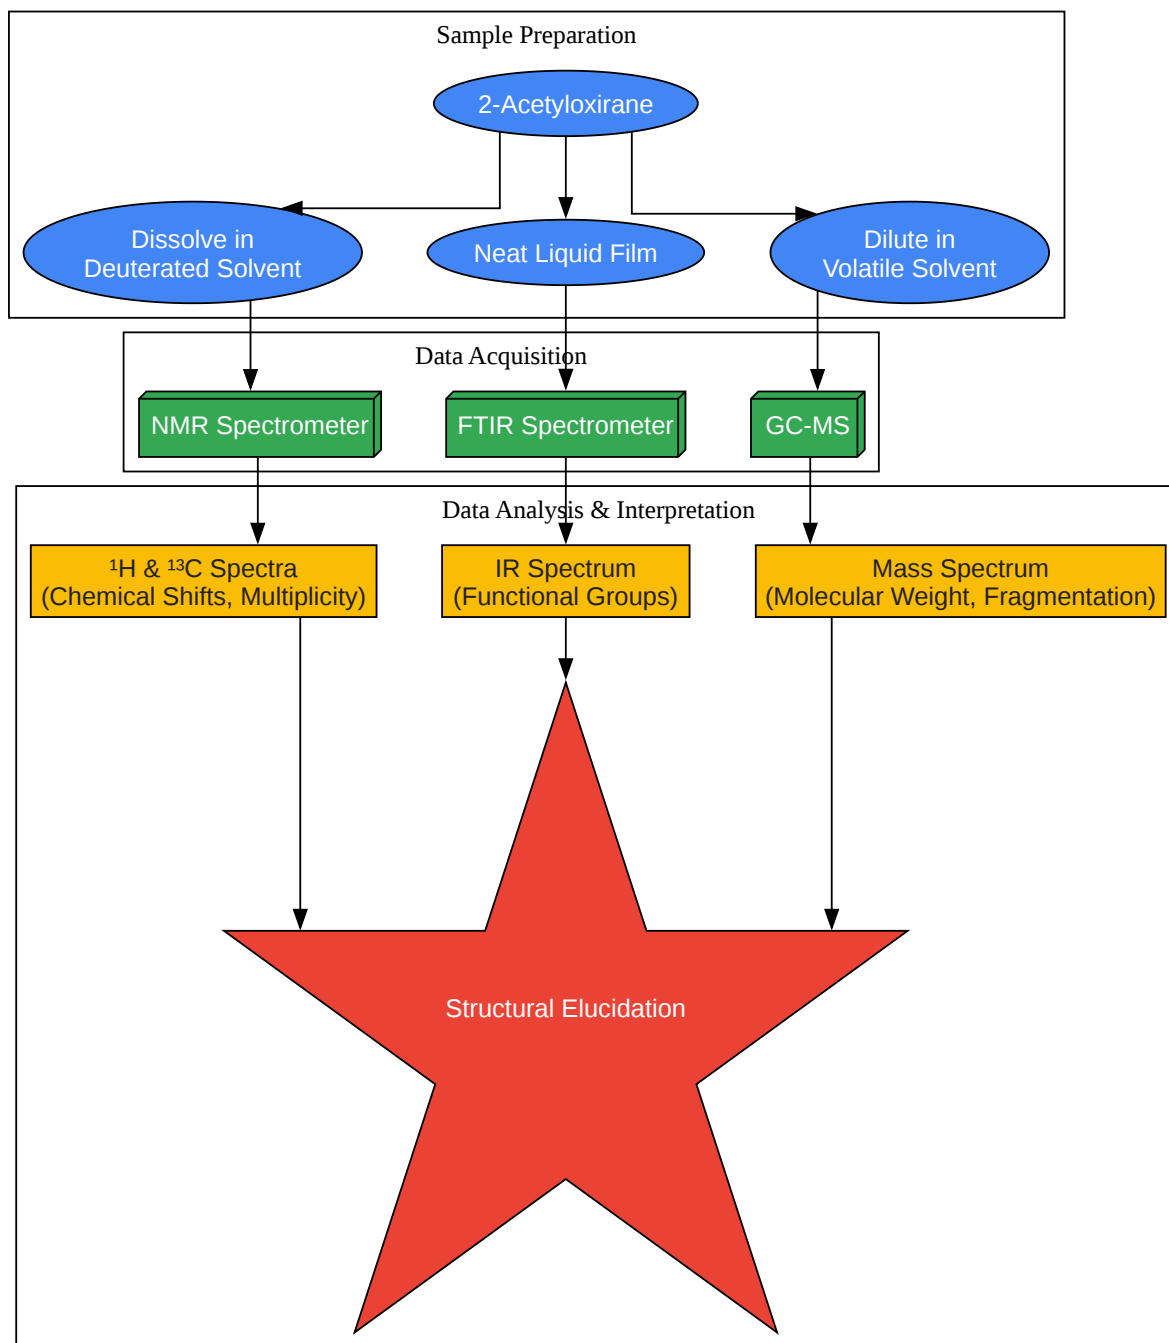 Sample Preparation
2-Acetyloxirane
Dissolve in
Deuterated Solvent
Neat Liquid Film
Dilute in
Volatile Solvent
Data Acquisition
NMR Spectrometer
FTIR Spectrometer
GC-MS
Data Analysis & Interpretation
¹H & ¹³C Spectra
(Chemical Shifts, Multiplicity)
IR Spectrum
(Functional Groups)
Mass Spectrum
(Molecular Weight, Fragmentation)
Structural Elucidation